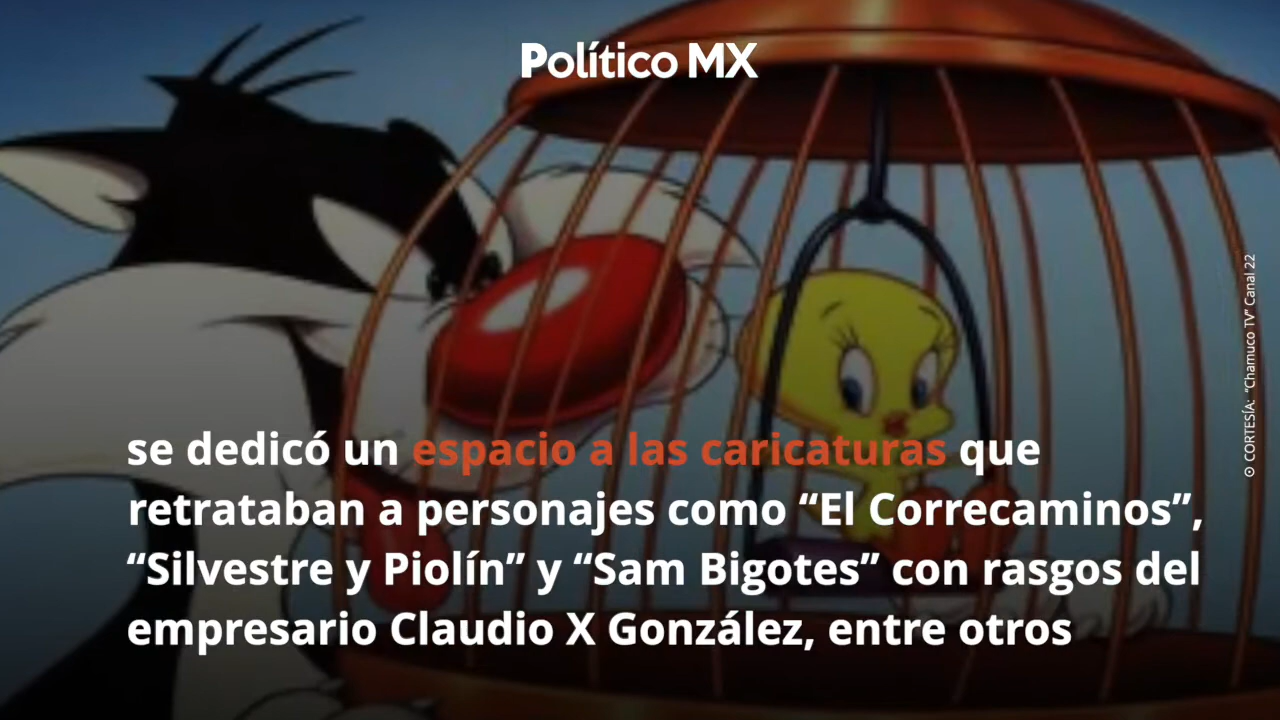 Político MX
se dedicó un espacio a las caricaturas que
retrataban a personajes como “El Correcaminos”,
“Silvestre y Piolín” y “Sam Bigotes” con rasgos del
empresario Claudio X González, entre otros
© CORTESÍA: “Chamuco TV” Canal 22